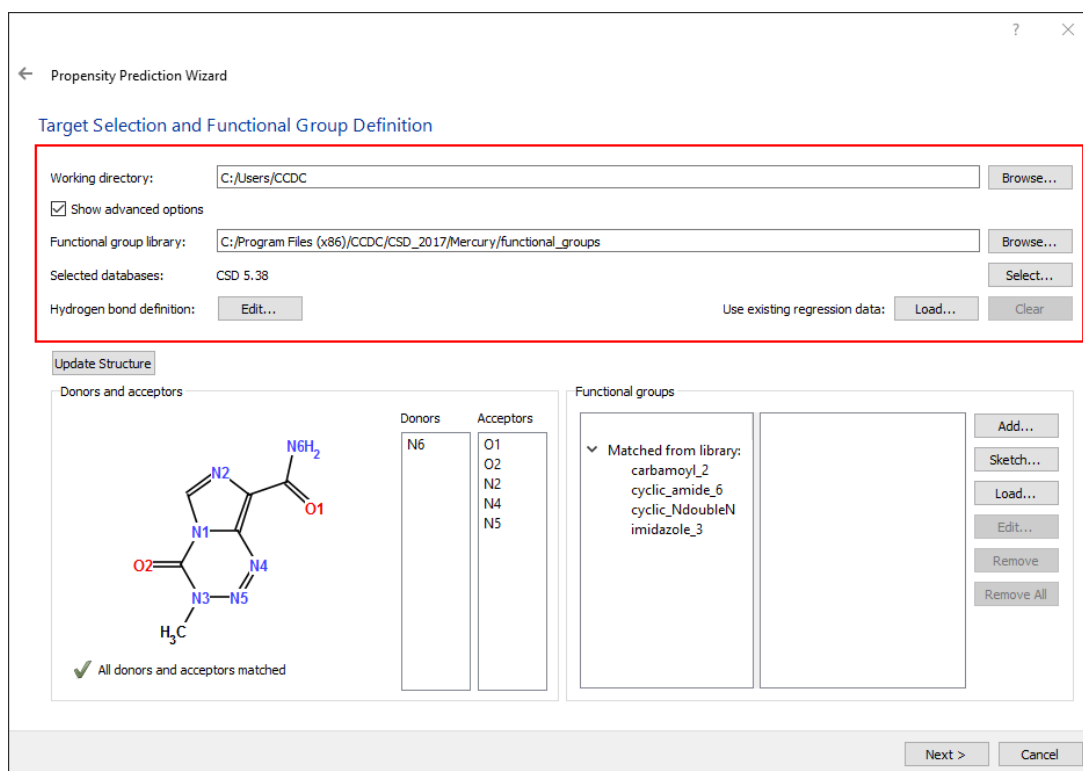 ?
Propensity Prediction Wizard
Target Selection and Functional Group Definition
Working directory: C:/Users/CCDC Browse...
Show advanced options
Functional group library: C:/Program Files (x86)/CCDC/CSD_2017/Mercury/functional_groups Browse...
Selected databases: CSD 5.38 Select...
Hydrogen bond definition: Edit... Use existing regression data: Load... Clear
Update Structure
Donors and acceptors
Donors
N6
Acceptors
O1
O2
N2
N4
N5
N6H2
N2
O1
N1
O2
N4
N3 N5
H3C
All donors and acceptors matched
Functional groups
Matched from library:
carbamoyl_2
cyclic_amide_6
cyclic_NdoubleN
imidazole_3
Add...
Sketch...
Load...
Edit...
Remove
Remove All
Next > Cancel